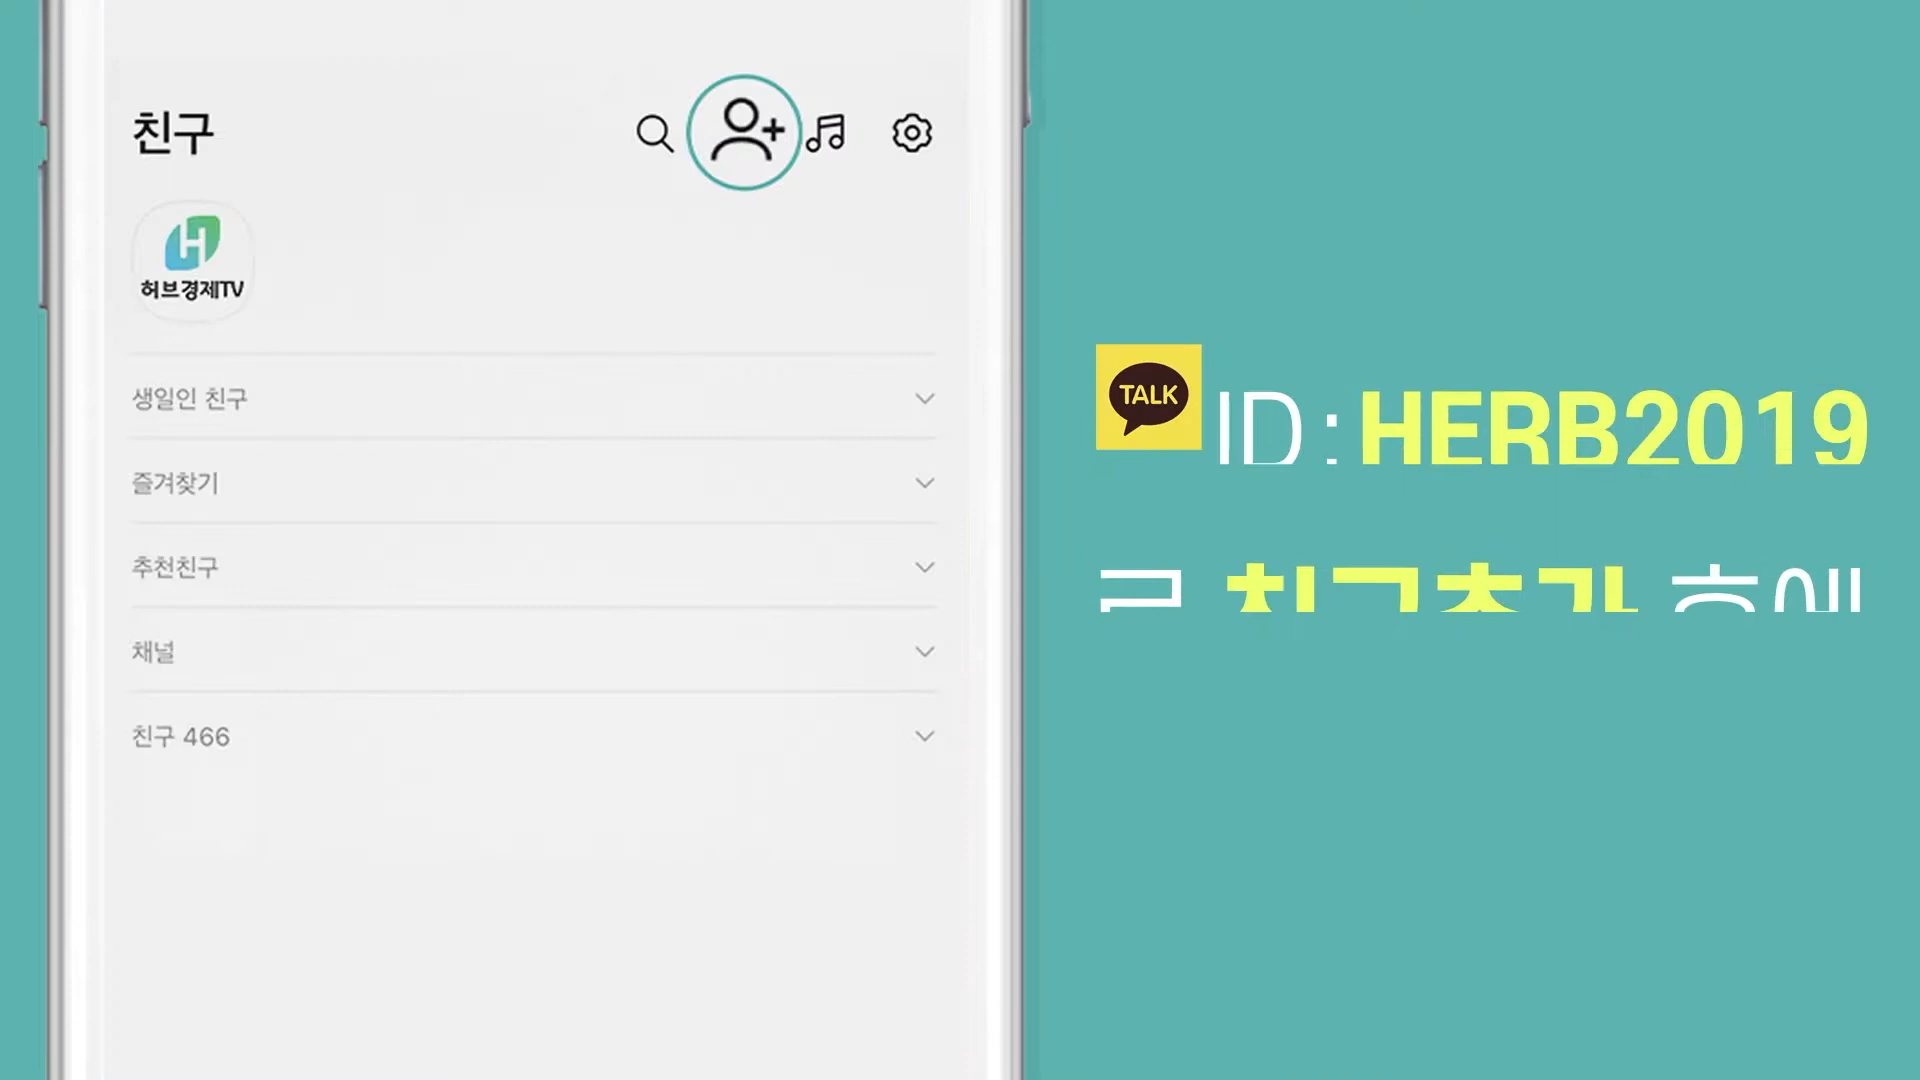 친구
허브경제TV
생일인 친구
즐겨찾기
추천친구
채널
친구 466
TALK ID : HERB2019